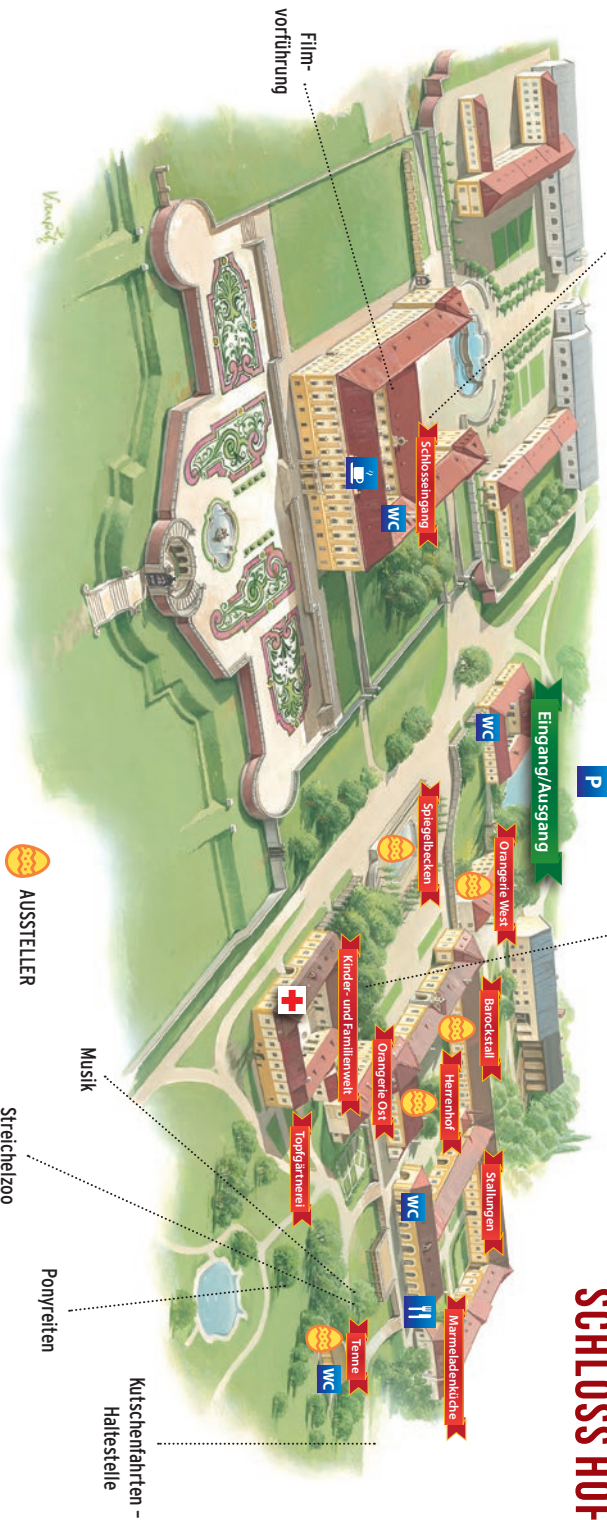 SCHLOSS HOF
P
Eingang/Ausgang
WC
Orangerie West
Spiegelbecken
Schlosseingang
WC
Film-
vorführung
Barockstall
Herrenhof
Orangerie Ost
Kinder- und Familienwelt
Stallungen
WC
Topfgärtnerei
Marmeladenküche
Tenne
WC
AUSSTELLER
Musik
Streichelzoo
Ponyreiten
Kutschenfahrten –
Haltestelle